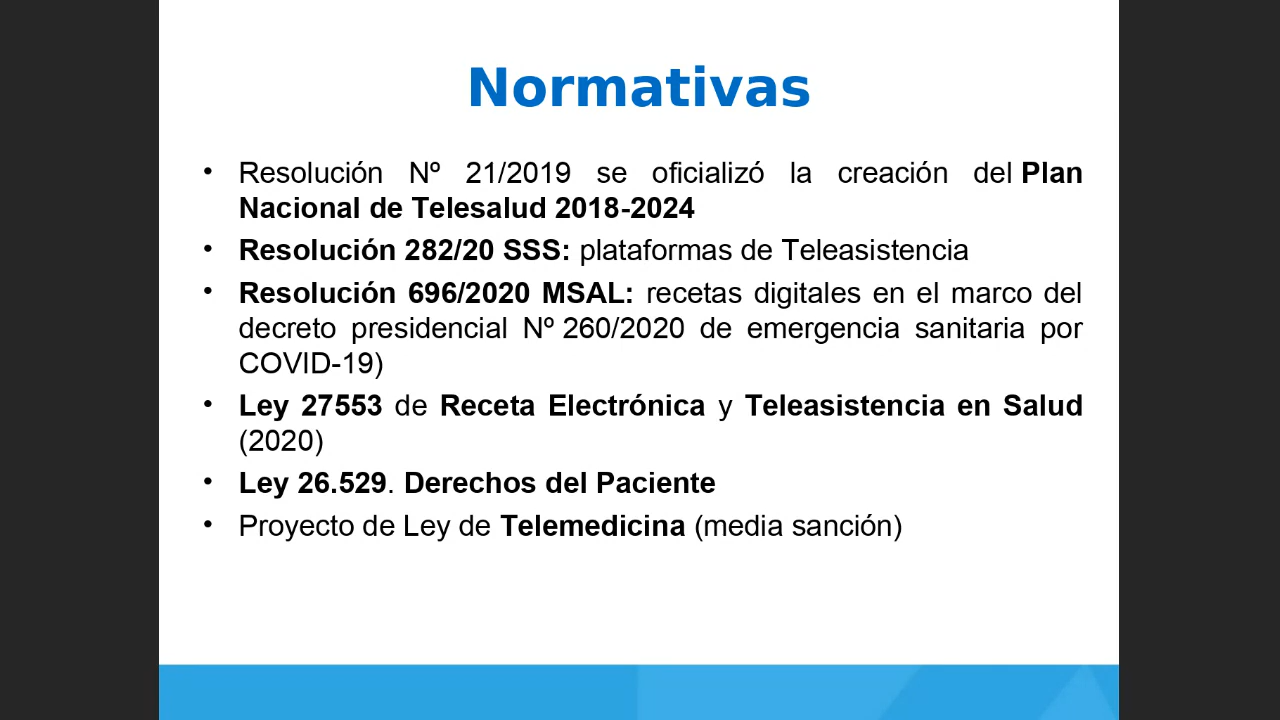 Normativas
• Resolución Nº 21/2019 se oficializó la creación del Plan
Nacional de Telesalud 2018-2024
• Resolución 282/20 SSS: plataformas de Teleasistencia
• Resolución 696/2020 MSAL: recetas digitales en el marco del
decreto presidencial Nº 260/2020 de emergencia sanitaria por
COVID-19)
• Ley 27553 de Receta Electrónica y Teleasistencia en Salud
(2020)
• Ley 26.529. Derechos del Paciente
• Proyecto de Ley de Telemedicina (media sanción)